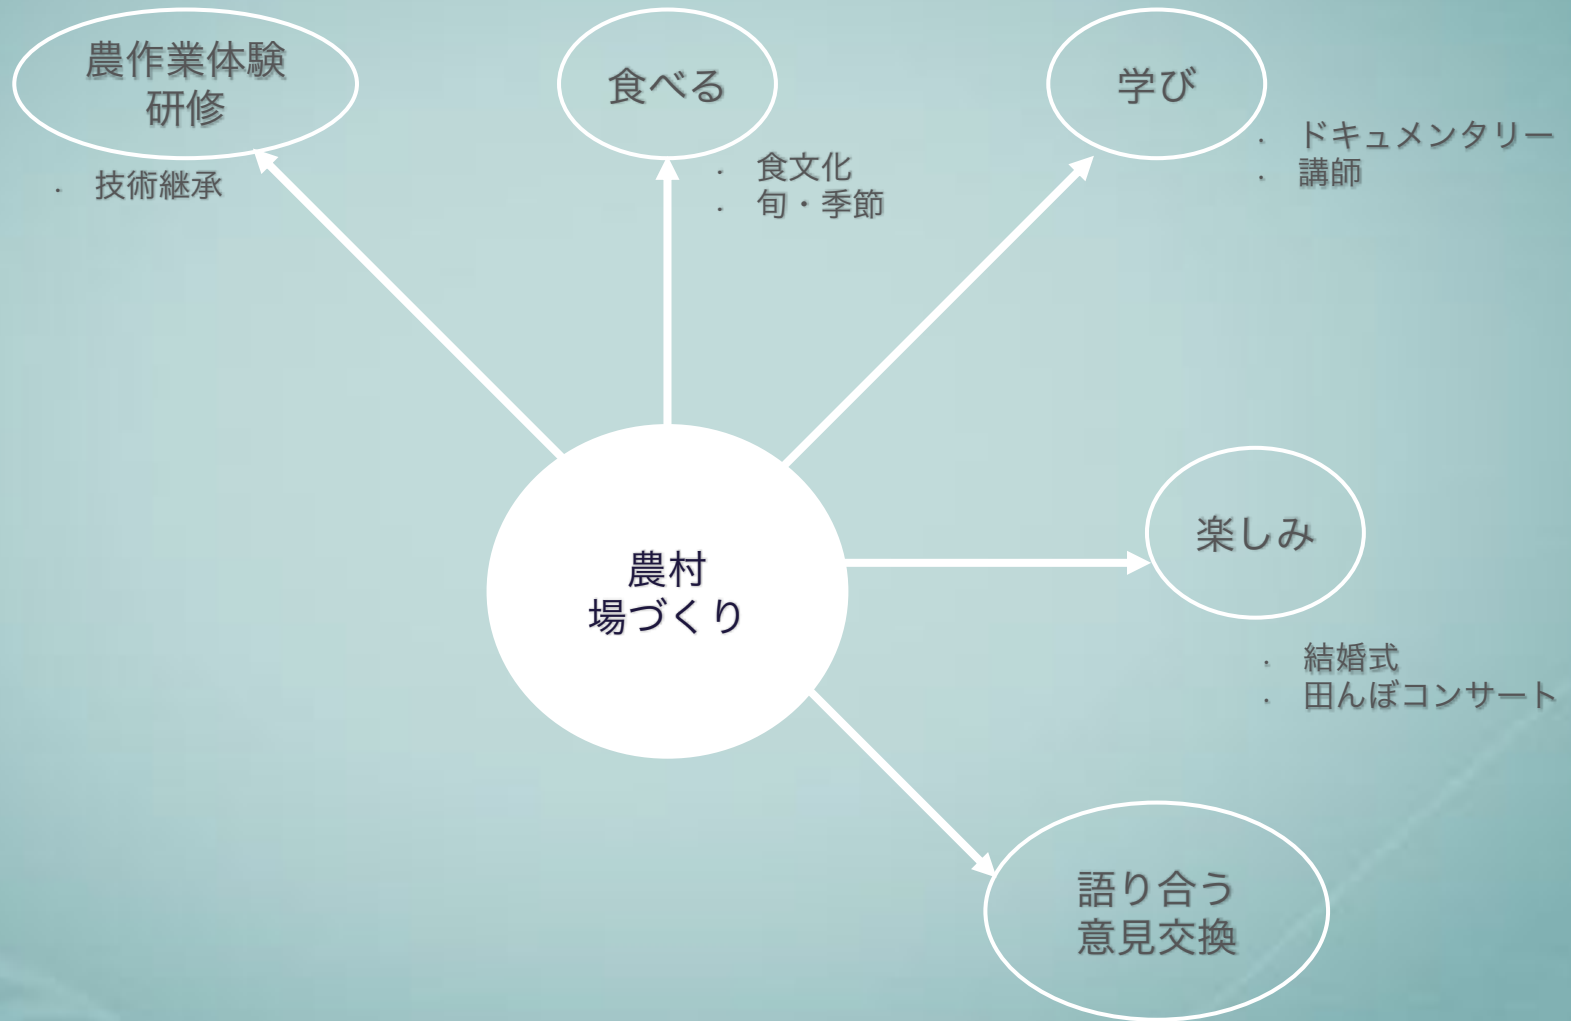 農作業体験
研修
・ 技術継承
食べる
・ 食文化
・ 旬・季節
学び
・ ドキュメンタリー
・ 講師
農村
場づくり
楽しみ
・ 結婚式
・ 田んぼコンサート
語り合う
意見交換